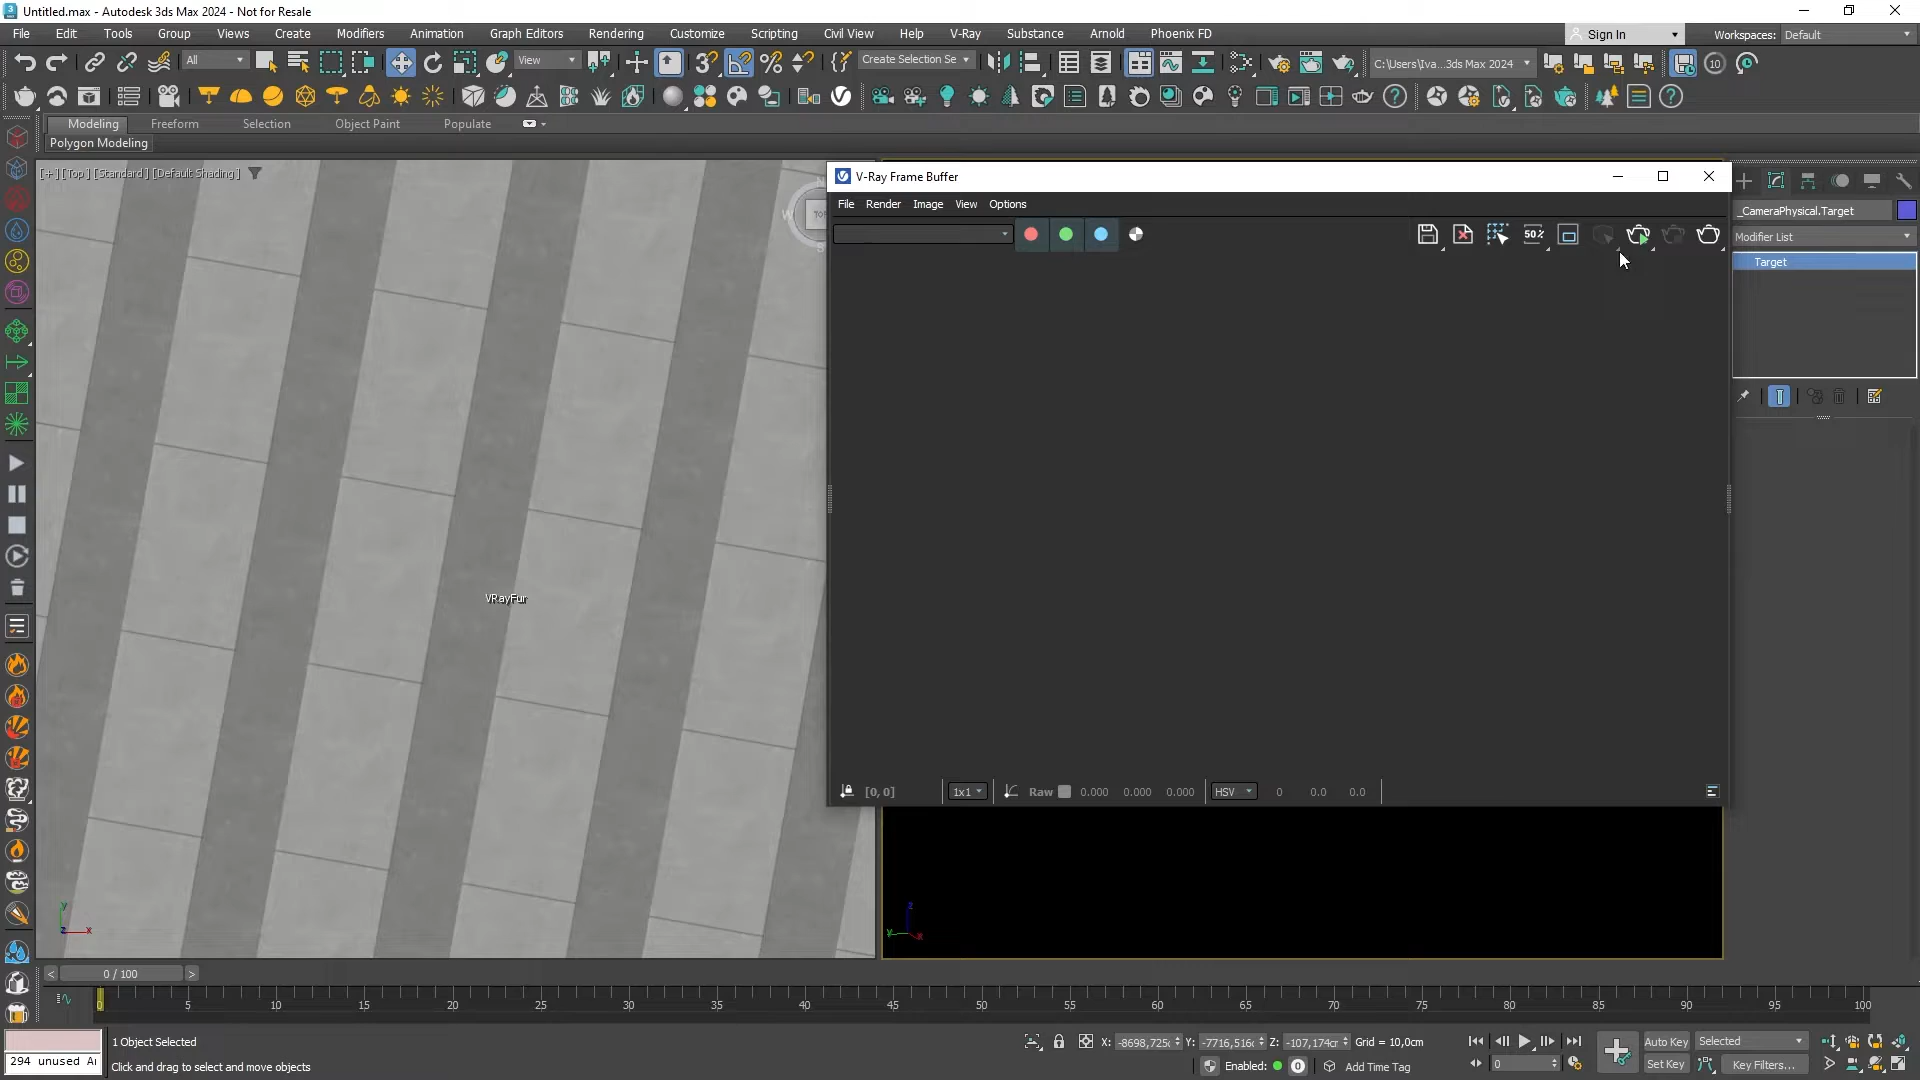 Untitled.max - Autodesk 3ds Max 2024 - Not for Resale
File Edit Tools Group Views Create Modifiers Animation Graph Editors Rendering Customize Scripting Civil View Help V-Ray Substance Arnold Phoenix FD Sign In Workspaces: Default
All View Create Selection Se C:\Users\Iva...3ds Max 2024 10
Modeling Freeform Selection Object Paint Populate
Polygon Modeling
[+] [Top] [Standard] [Default Shading]
V-Ray Frame Buffer
File Render Image View Options
50%
_CameraPhysical.Target
Modifier List
Target
VRayFur
[0, 0] 1x1 Raw 0.000 0.000 0.000 HSV 0 0.0 0.0
y
z x
z
y x
< 0 / 100 >
0 5 10 15 20 25 30 35 40 45 50 55 60 65 70 75 80 85 90 95 100
1 Object Selected
X: -8698,725c Y: -7716,516c Z: -107,174cr Grid = 10,0cm
Auto Key Selected
294 unused Ar
Click and drag to select and move objects
Enabled: 0 Add Time Tag
0
Set Key Key Filters...